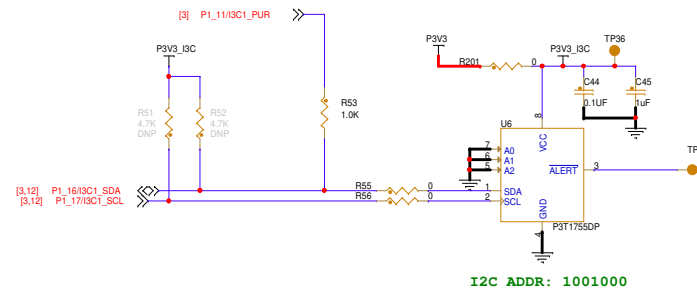 [3] P1_11/I3C1_PUR
P3V3_I3C
R51
4.7K
DNP
R52
4.7K
DNP
R53
1.0K
P3V3
R201
0
P3V3_I3C
TP36
C44
0.1UF
C45
1uF
U6
8
VCC
7
A0
6
A1
5
A2
ALERT
3
TP
[3,12] P1_16/I3C1_SDA
R55
0
1
SDA
[3,12] P1_17/I3C1_SCL
R56
0
2
SCL
GND
4
P3T1755DP
I2C ADDR: 1001000